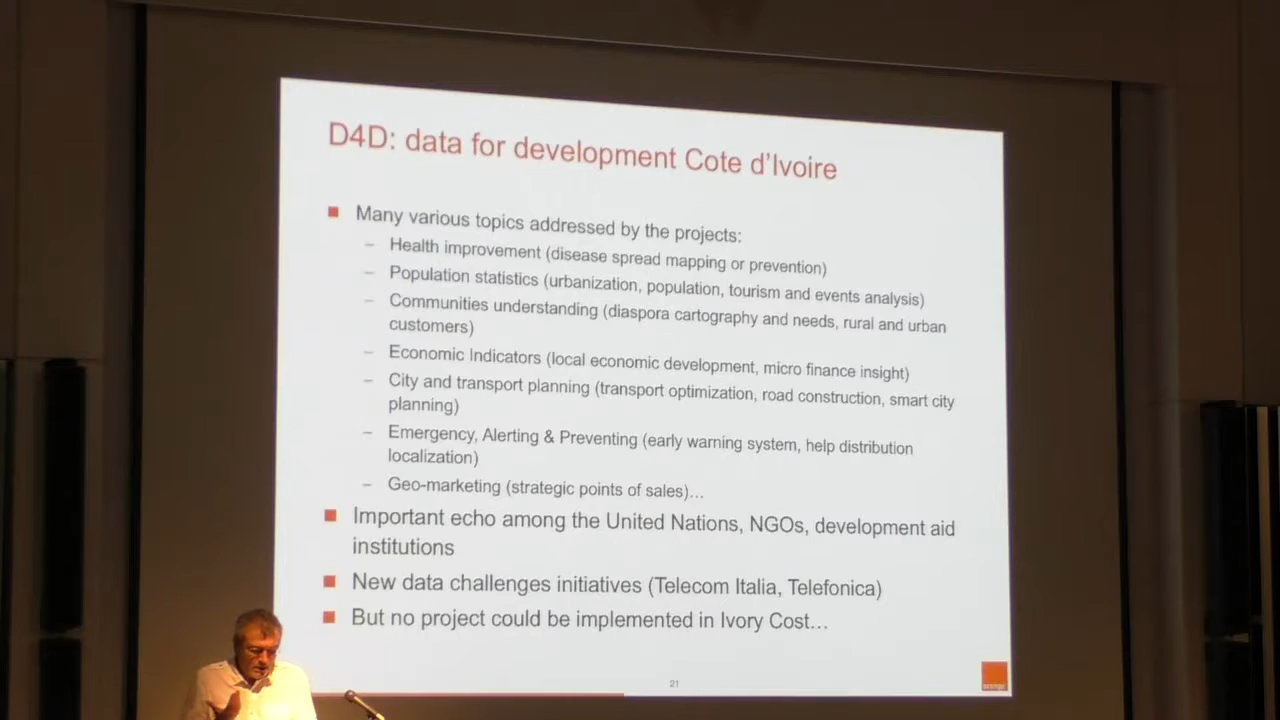 D4D: data for development Cote d'Ivoire
Many various topics addressed by the projects:
– Health improvement (disease spread mapping or prevention)
– Population statistics (urbanization, population, tourism and events analysis)
– Communities understanding (diaspora cartography and needs, rural and urban
customers)
– Economic Indicators (local economic development, micro finance insight)
– City and transport planning (transport optimization, road construction, smart city
planning)
– Emergency, Alerting & Preventing (early warning system, help distribution
localization)
– Geo-marketing (strategic points of sales)...
Important echo among the United Nations, NGOs, development aid
institutions
New data challenges initiatives (Telecom Italia, Telefonica)
But no project could be implemented in Ivory Cost...
21
orange